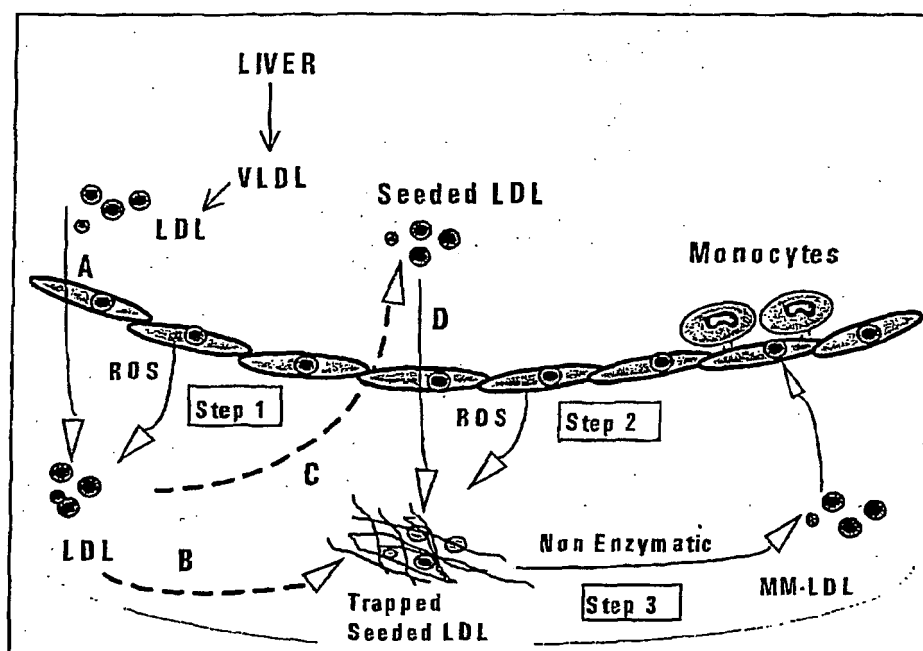 LIVER
VLDL
LDL
Seeded LDL
Monocytes
A
D
ROS
Step 1
ROS
Step 2
C
LDL
B
Trapped
Seeded LDL
Non Enzymatic
Step 3
MM-LDL